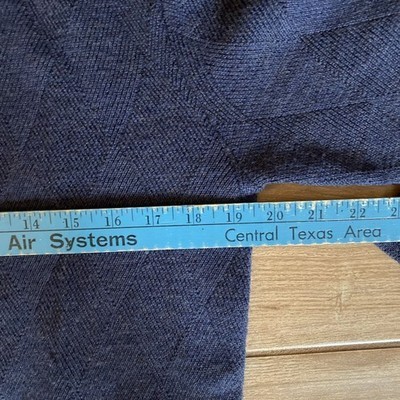 14 15 16 17 18 19 20 21 22
Air Systems Central Texas Area